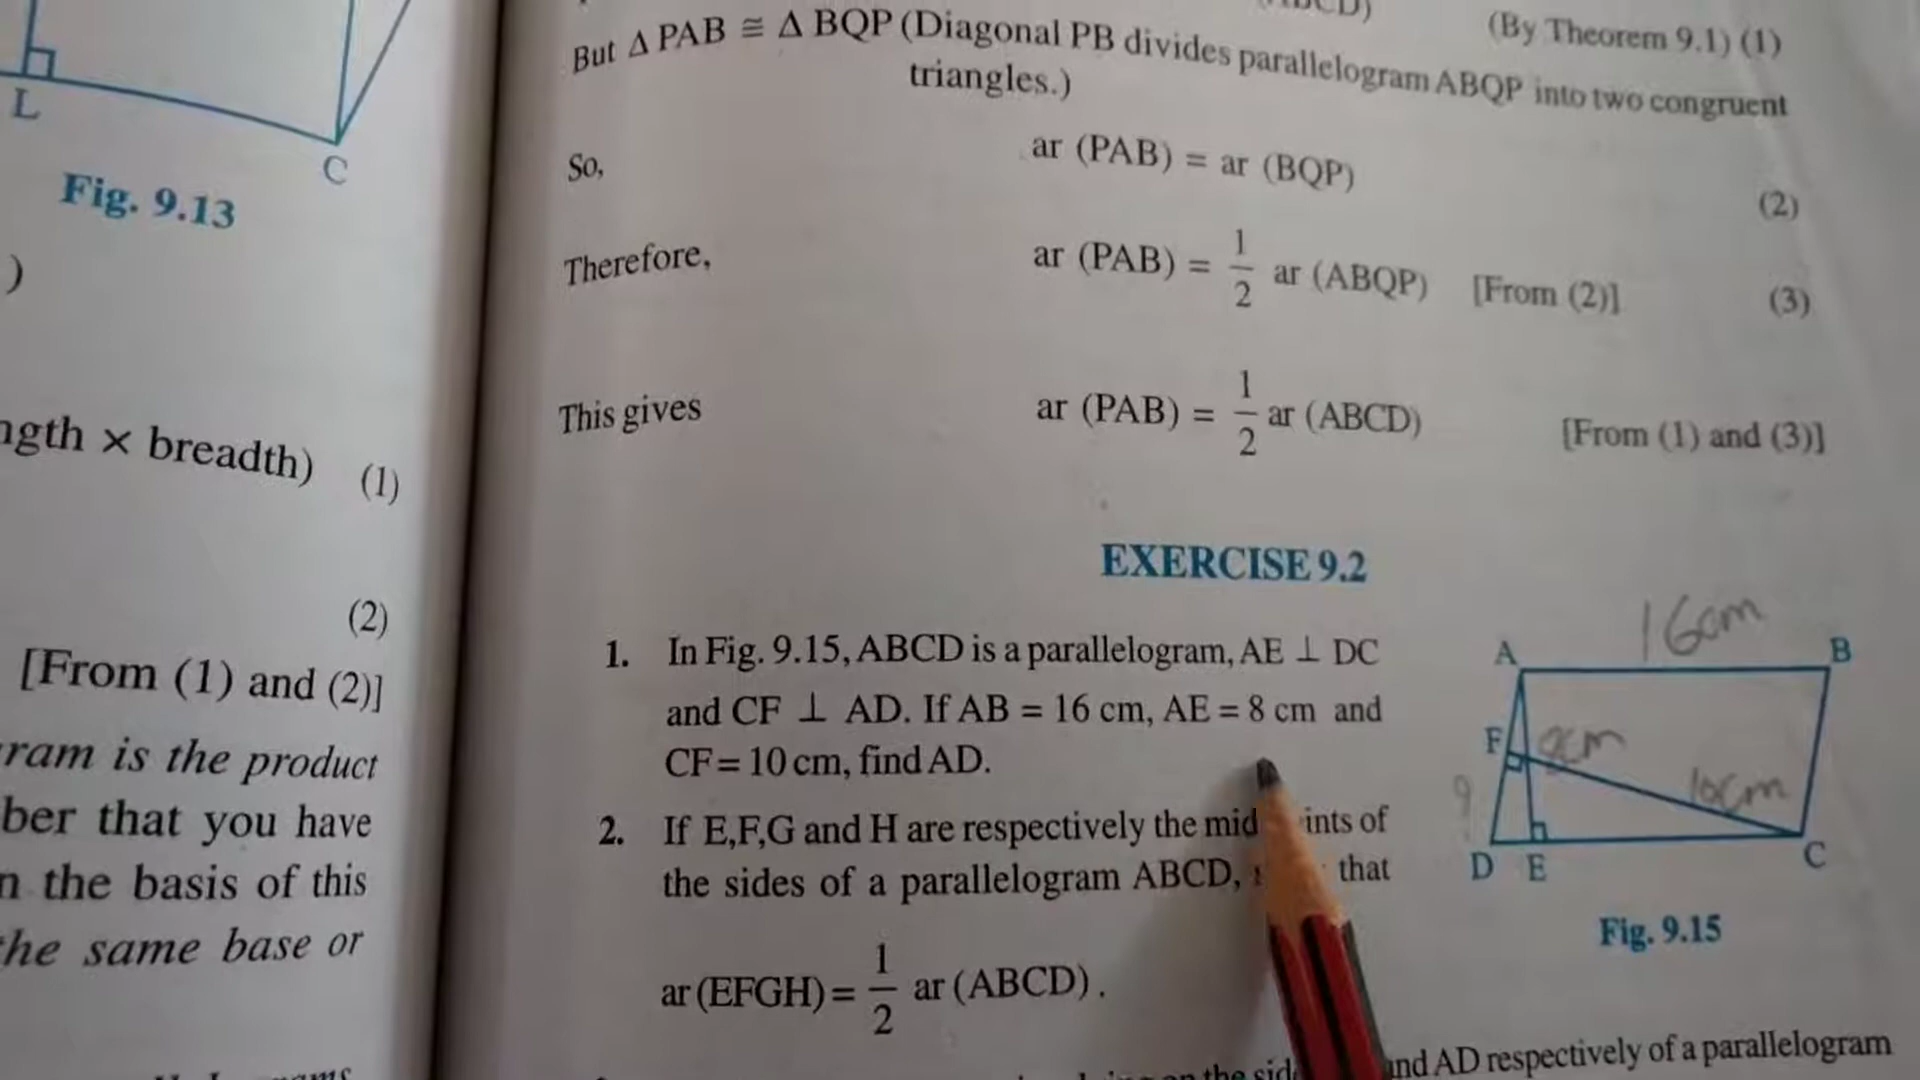 L
C
Fig. 9.13
)
ngth × breadth) (1)
(2)
[From (1) and (2)]
ram is the product
ber that you have
n the basis of this
the same base or
(By Theorem 9.1) (1)
But Δ PAB ≅ Δ BQP (Diagonal PB divides parallelogram ABQP into two congruent
triangles.)
So, ar (PAB) = ar (BQP) (2)
Therefore, ar (PAB) = 1/2 ar (ABQP) [From (2)] (3)
This gives ar (PAB) = 1/2 ar (ABCD) [From (1) and (3)]
EXERCISE 9.2
1. In Fig. 9.15, ABCD is a parallelogram, AE ⊥ DC
and CF ⊥ AD. If AB = 16 cm, AE = 8 cm and
CF = 10 cm, find AD.
2. If E,F,G and H are respectively the mid ints of
the sides of a parallelogram ABCD, that
ar (EFGH) = 1/2 ar (ABCD) .
16cm
A B
F
10cm
D E C
Fig. 9.15
the sid nd AD respectively of a parallelogram